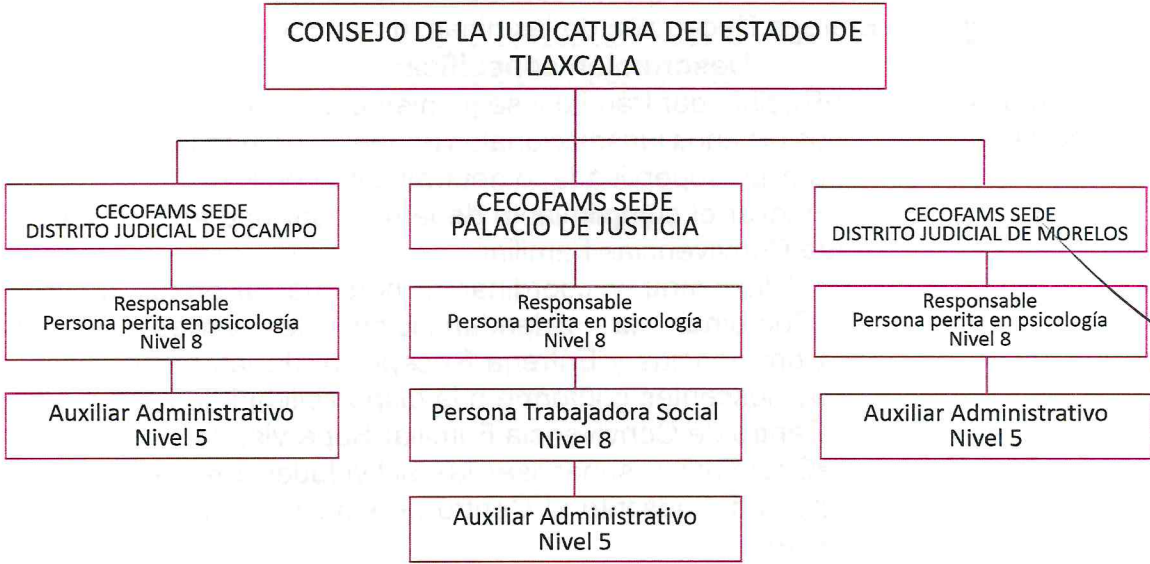 CONSEJO DE LA JUDICATURA DEL ESTADO DE
TLAXCALA
CECOFAMS SEDE
DISTRITO JUDICIAL DE OCAMPO
CECOFAMS SEDE
PALACIO DE JUSTICIA
CECOFAMS SEDE
DISTRITO JUDICIAL DE MORELOS
Responsable
Persona perita en psicología
Nivel 8
Responsable
Persona perita en psicología
Nivel 8
Responsable
Persona perita en psicología
Nivel 8
Auxiliar Administrativo
Nivel 5
Persona Trabajadora Social
Nivel 8
Auxiliar Administrativo
Nivel 5
Auxiliar Administrativo
Nivel 5